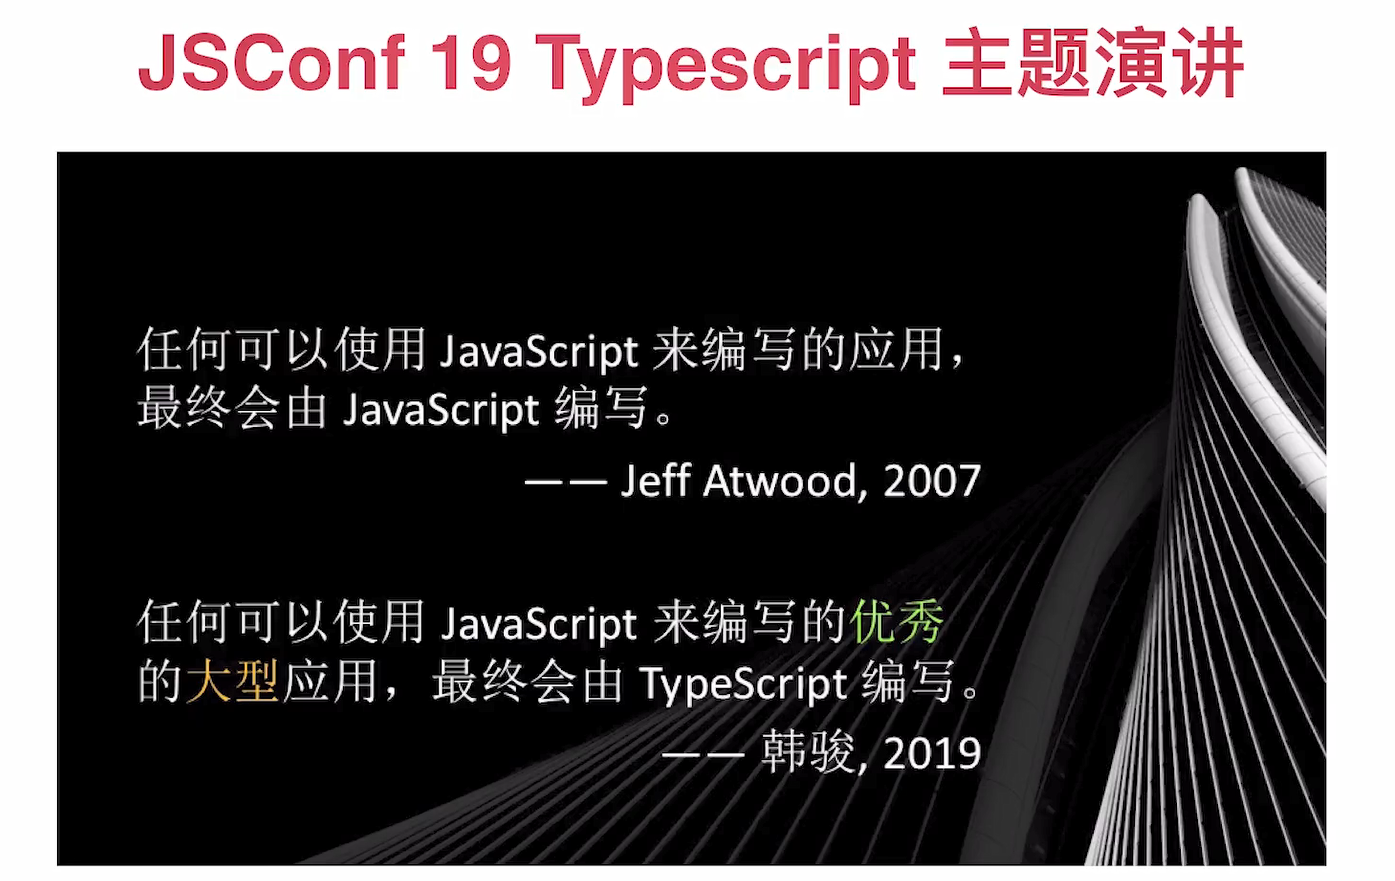 JSConf 19 Typescript 主题演讲
任何可以使用 JavaScript 来编写的应用，
最终会由 JavaScript 编写。
—— Jeff Atwood, 2007
任何可以使用 JavaScript 来编写的优秀
的大型应用，最终会由 TypeScript 编写。
—— 韩骏, 2019